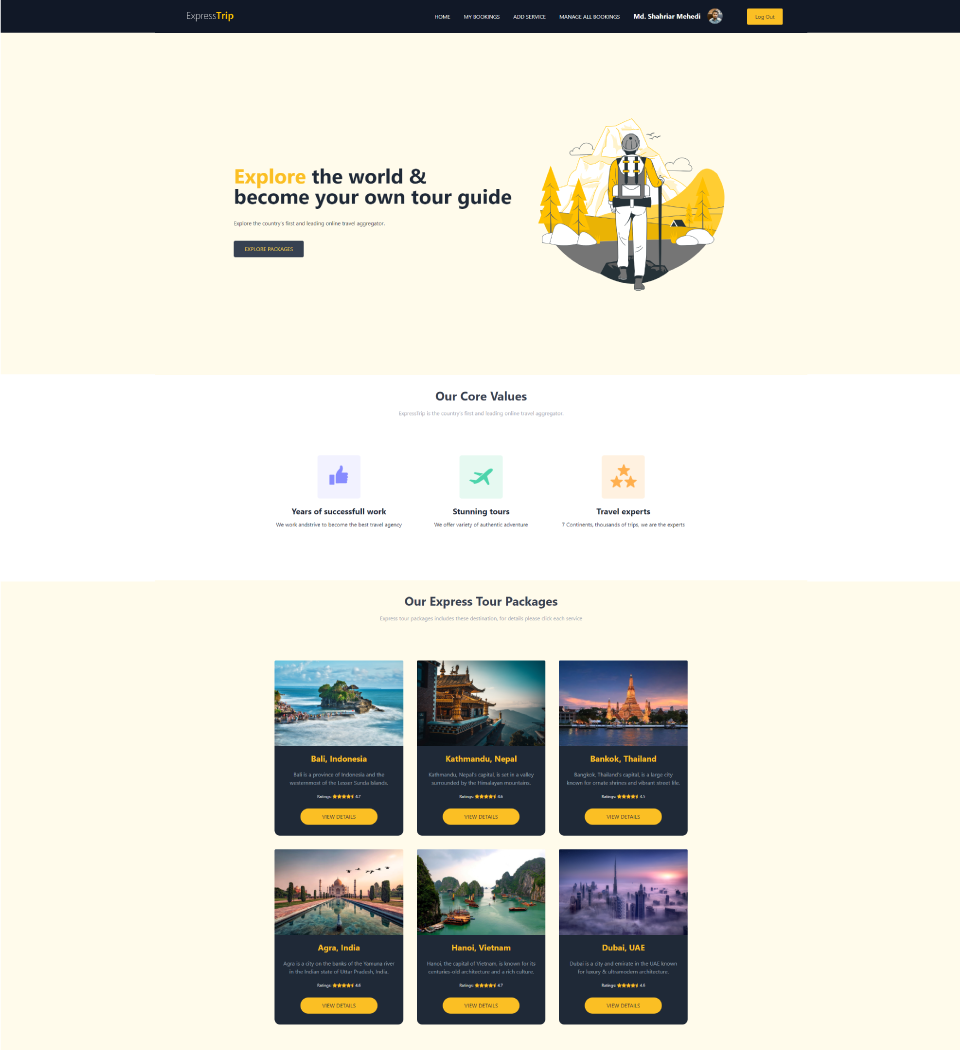 ExpressTrip
HOME
MY BOOKINGS
ADD SERVICE
MANAGE ALL BOOKINGS
Md. Shahriar Mehedi
Log Out
Explore the world &
become your own tour guide
Explore the country's first and leading online travel aggregator.
EXPLORE PACKAGES
Our Core Values
ExpressTrip is the country's first and leading online travel aggregator
Years of successfull work
Stunning tours
Travel experts
We work andstrive to become the best travel agency
We offer variety of authentic adventure
7 Continents, thousands of trips, we are the experts
Our Express Tour Packages
Express tour packages includes these destination, for details please click each service
Bali, Indonesia
Bali is a province of Indonesia and the
westernmost of the Lesser Sunda Islands.
Ratings: 4.7
VIEW DETAILS
Kathmandu, Nepal
Kathmandu, Nepal's capital, is set in a valley
surrounded by the Himalayan mountains.
Ratings: 4.6
VIEW DETAILS
Bankok, Thailand
Bangkok, Thailand's capital, is a large city
known for ornate shrines and vibrant street life.
Ratings: 4.5
VIEW DETAILS
Agra, India
Agra is a city on the banks of the Yamuna river
in the Indian state of Uttar Pradesh, India.
Ratings: 4.8
VIEW DETAILS
Hanoi, Vietnam
Hanoi, the capital of Vietnam, is known for its
centuries-old architecture and a rich culture.
Ratings: 4.7
VIEW DETAILS
Dubai, UAE
Dubai is a city and emirate in the UAE known
for luxury & ultramodern architecture.
Ratings:
VIEW DETAILS